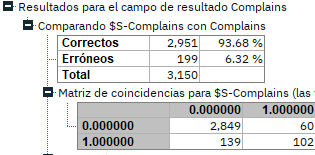 Resultados para el campo de resultado Complains
Comparando $S-Complains con Complains
Correctos 2,951 93.68 %
Erróneos 199 6.32 %
Total 3,150
Matriz de coincidencias para $S-Complains (las
0.000000 1.000000
0.000000 2,849 60
1.000000 139 102